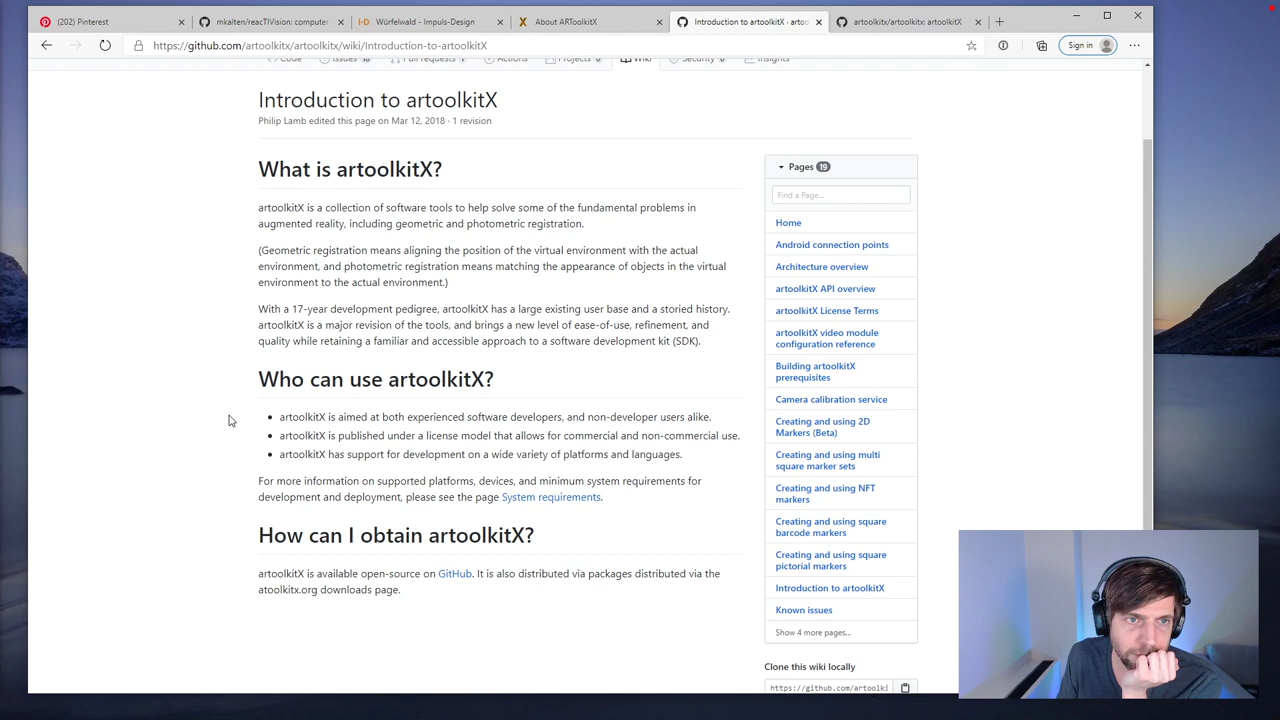 (202) Pinterest
mkalten/reacTIVision: computer
Würfelwald - Impuls-Design
About ARToolkitX
Introduction to artoolkitX · artoo
artoolkitx/artoolkitx: artoolkitX
https://github.com/artoolkitx/artoolkitx/wiki/Introduction-to-artoolkitX
Sign in
Code
Issues
Pull requests
Actions
Projects
Wiki
Security
Insights
Introduction to artoolkitX
Philip Lamb edited this page on Mar 12, 2018 · 1 revision
What is artoolkitX?
artoolkitX is a collection of software tools to help solve some of the fundamental problems in
augmented reality, including geometric and photometric registration.
(Geometric registration means aligning the position of the virtual environment with the actual
environment, and photometric registration means matching the appearance of objects in the virtual
environment to the actual environment.)
With a 17-year development pedigree, artoolkitX has a large existing user base and a storied history.
artoolkitX is a major revision of the tools, and brings a new level of ease-of-use, refinement, and
quality while retaining a familiar and accessible approach to a software development kit (SDK).
Who can use artoolkitX?
artoolkitX is aimed at both experienced software developers, and non-developer users alike.
artoolkitX is published under a license model that allows for commercial and non-commercial use.
artoolkitX has support for development on a wide variety of platforms and languages.
For more information on supported platforms, devices, and minimum system requirements for
development and deployment, please see the page System requirements.
How can I obtain artoolkitX?
artoolkitX is available open-source on GitHub. It is also distributed via packages distributed via the
atoolkitx.org downloads page.
Pages 19
Find a Page...
Home
Android connection points
Architecture overview
artoolkitX API overview
artoolkitX License Terms
artoolkitX video module
configuration reference
Building artoolkitX
prerequisites
Camera calibration service
Creating and using 2D
Markers (Beta)
Creating and using multi
square marker sets
Creating and using NFT
markers
Creating and using square
barcode markers
Creating and using square
pictorial markers
Introduction to artoolkitX
Known issues
Show 4 more pages...
Clone this wiki locally
https://github.com/artoolki